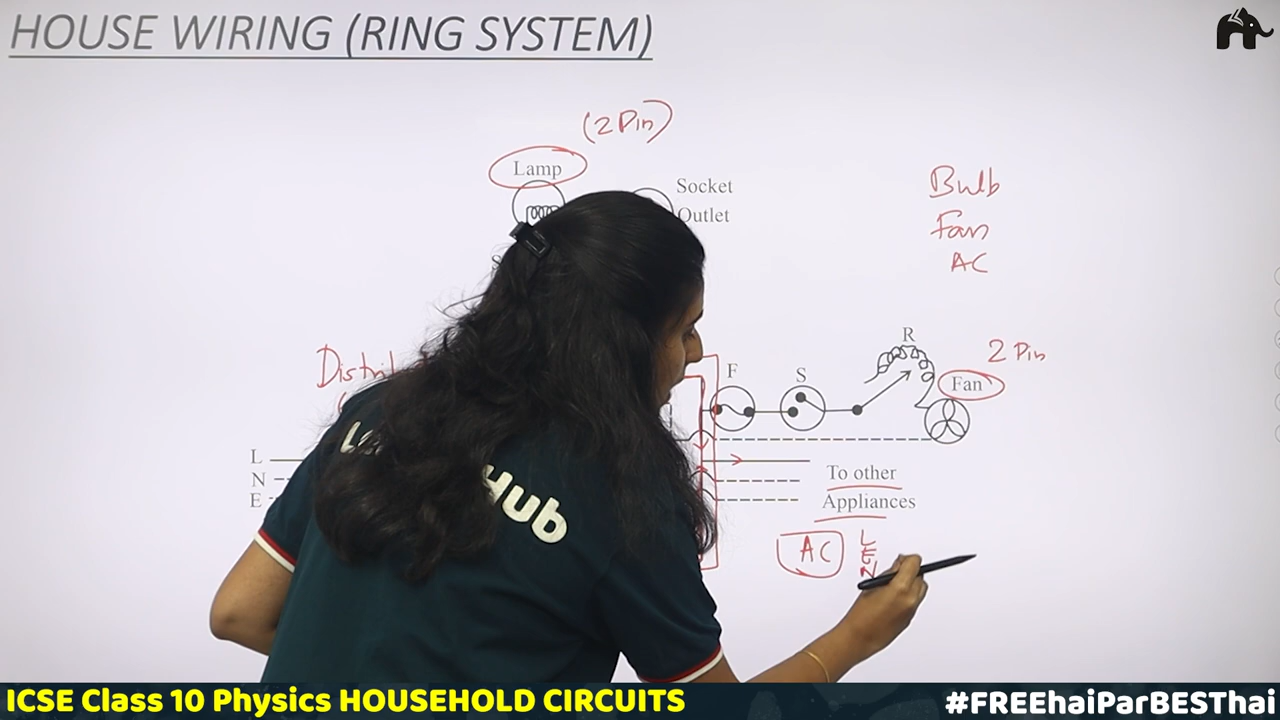 HOUSE WIRING (RING SYSTEM)
(2 Pin)
Lamp
Socket
Outlet
Bulb
Fan
AC
R
2 Pin
F
S
Fan
L
N
E
To other
Appliances
AC
L
E
N
Hub
ICSE Class 10 Physics HOUSEHOLD CIRCUITS
#FREEhaiParBESThai